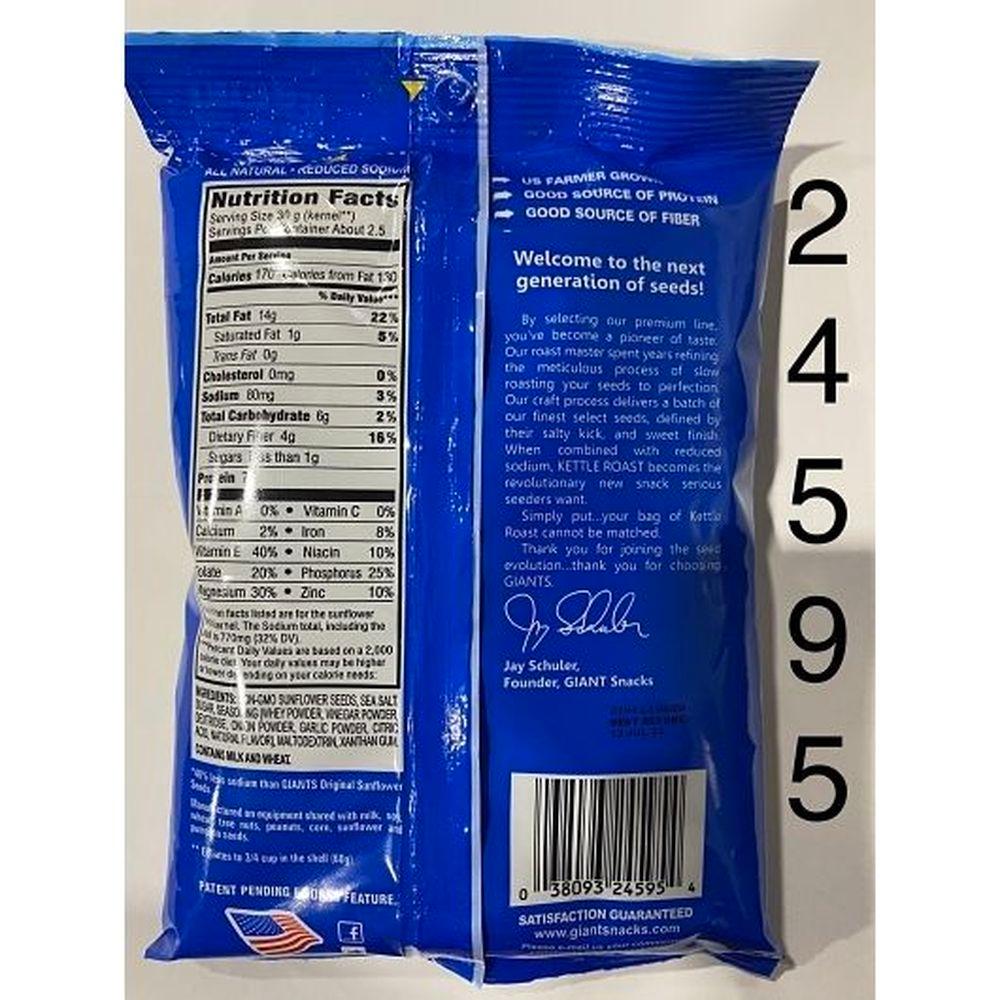 ALL NATURAL • REDUCED SODIUM
Nutrition Facts
Serving Size 30 g (kernel**)
Servings Per Container About 2.5
Amount Per Serving
Calories 170 Calories from Fat 130
% Daily Value***
Total Fat 14g 22%
Saturated Fat 1g 5%
Trans Fat 0g
Cholesterol 0mg 0%
Sodium 80mg 3%
Total Carbohydrate 6g 2%
Dietary Fiber 4g 16%
Sugars less than 1g
Protein 7
Vitamin A 0% • Vitamin C 0%
Calcium 2% • Iron 8%
Vitamin E 40% • Niacin 10%
Folate 20% • Phosphorus 25%
Magnesium 30% • Zinc 10%
facts listed are for the sunflower
kernel. The Sodium total, including the
is 770mg (32% DV).
Percent Daily Values are based on a 2,000
calorie diet. Your daily values may be higher
or lower depending on your calorie needs:
INGREDIENTS: NON-GMO SUNFLOWER SEEDS, SEA SALT,
SUGAR, SEASONING (WHEY POWDER, VINEGAR POWDER,
DEXTROSE, ONION POWDER, GARLIC POWDER, CITRIC
ACID, NATURAL FLAVOR), MALTODEXTRIN, XANTHAN GUM.
CONTAINS MILK AND WHEAT.
*40% less sodium than GIANTS Original Sunflower
Seeds.
Manufactured on equipment shared with milk, soy,
wheat, tree nuts, peanuts, corn, sunflower and
pumpkin seeds.
** Equates to 3/4 cup in the shell (60g)
PATENT PENDING FEATURE.
f
US FARMER GROWN
GOOD SOURCE OF PROTEIN
GOOD SOURCE OF FIBER
Welcome to the next
generation of seeds!
By selecting our premium line,
you've become a pioneer of taste.
Our roast master spent years refining
the meticulous process of slow
roasting your seeds to perfection.
Our craft process delivers a batch of
our finest select seeds, defined by
their salty kick, and sweet finish.
When combined with reduced
sodium, KETTLE ROAST becomes the
revolutionary new snack serious
seeders want.
Simply put...your bag of Kettle
Roast cannot be matched.
Thank you for joining the seed
evolution...thank you for choosing
GIANTS.
Jay Schuler,
Founder, GIANT Snacks
BEST BEFORE
0 38093 24595 4
SATISFACTION GUARANTEED
www.giantsnacks.com
Please e-mail us your
2
4
5
9
5